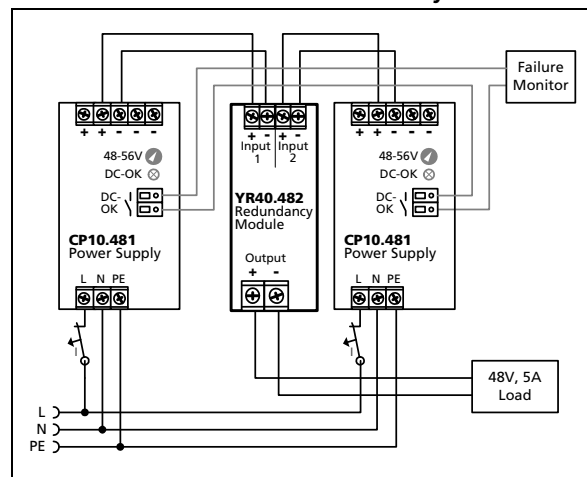 + + - - -
48-56V
DC-OK
DC-
OK
CP10.481
Power Supply
L N PE
+ - + -
Input Input
1 2
YR40.482
Redundancy
Module
Output
+ -
+ + - - -
48-56V
DC-OK
DC-
OK
CP10.481
Power Supply
L N PE
Failure
Monitor
I
I
48V, 5A
Load
L
N
PE